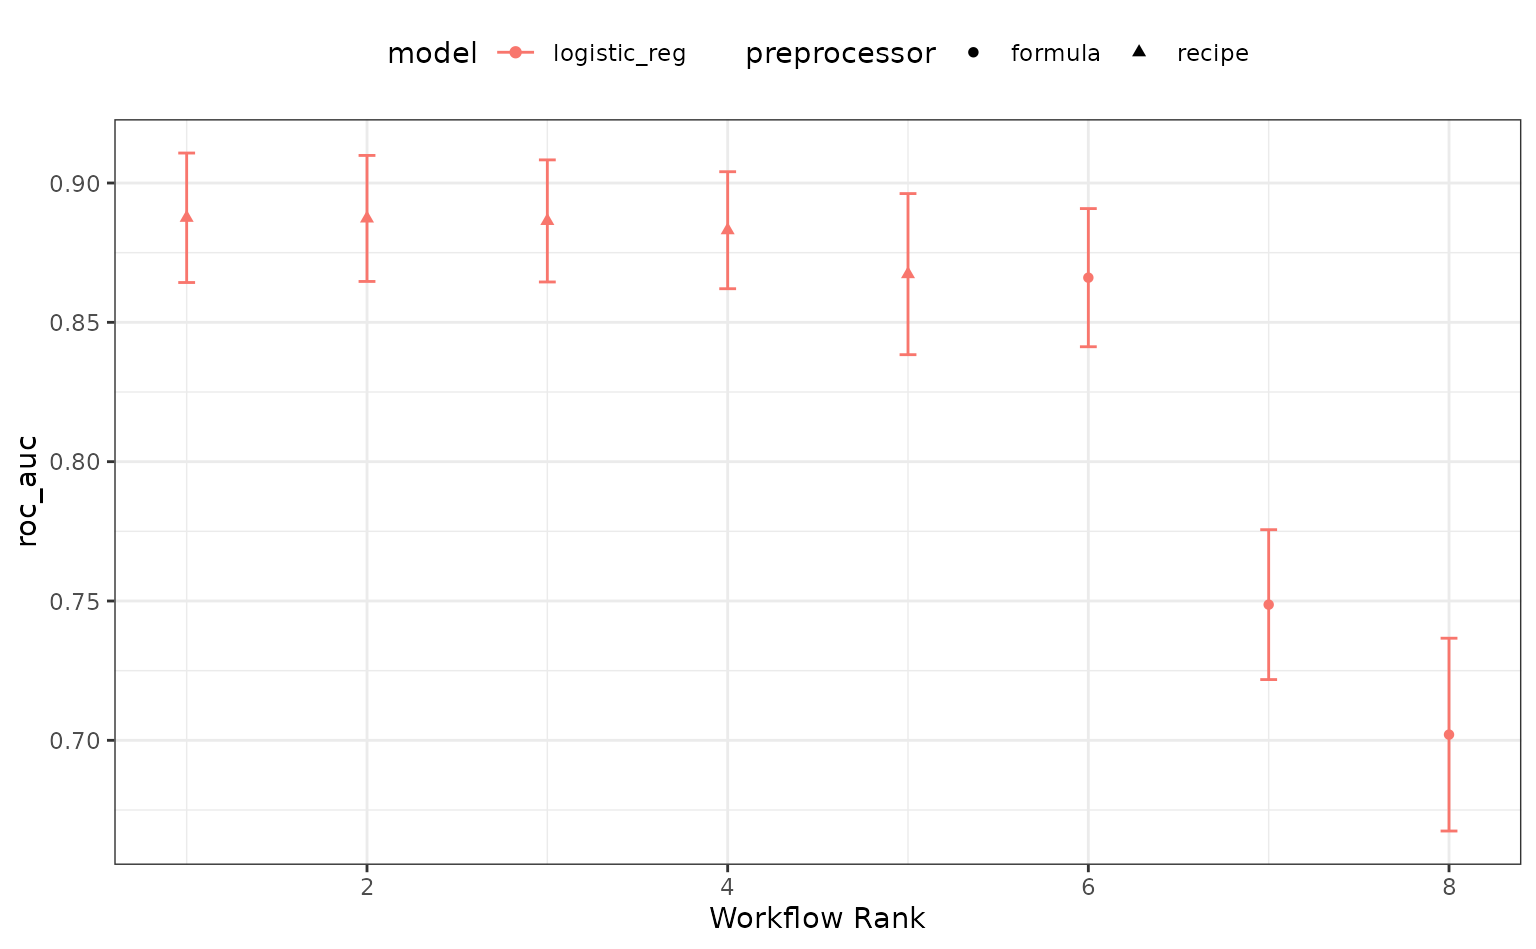 model logistic_reg preprocessor formula recipe
0.90
0.85
0.80
0.75
0.70
roc_auc
2 4 6 8
Workflow Rank